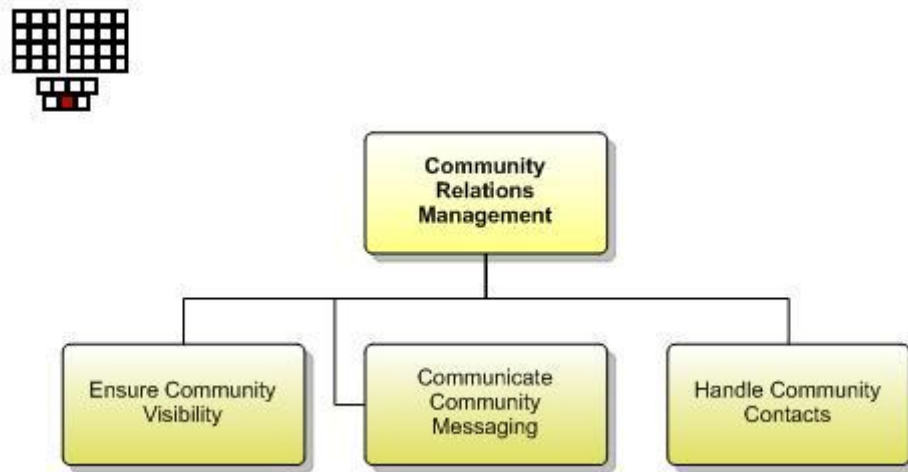 Community
Relations
Management
Ensure Community
Visibility
Communicate
Community
Messaging
Handle Community
Contacts